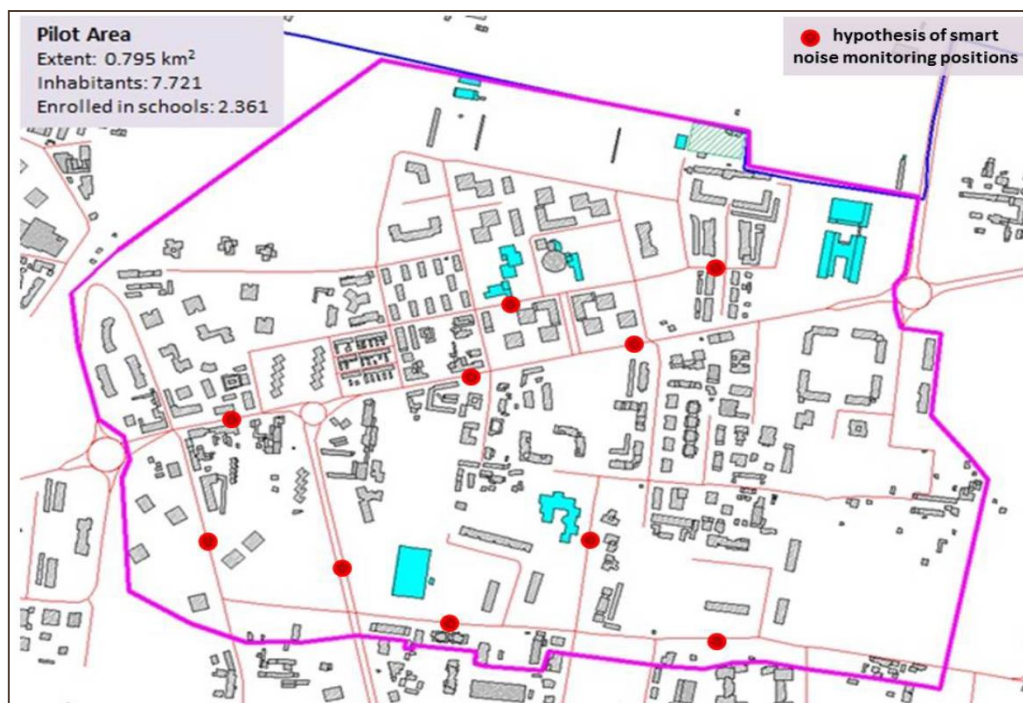 Pilot Area
Extent: 0.795 km²
Inhabitants: 7.721
Enrolled in schools: 2.361
hypothesis of smart
noise monitoring positions